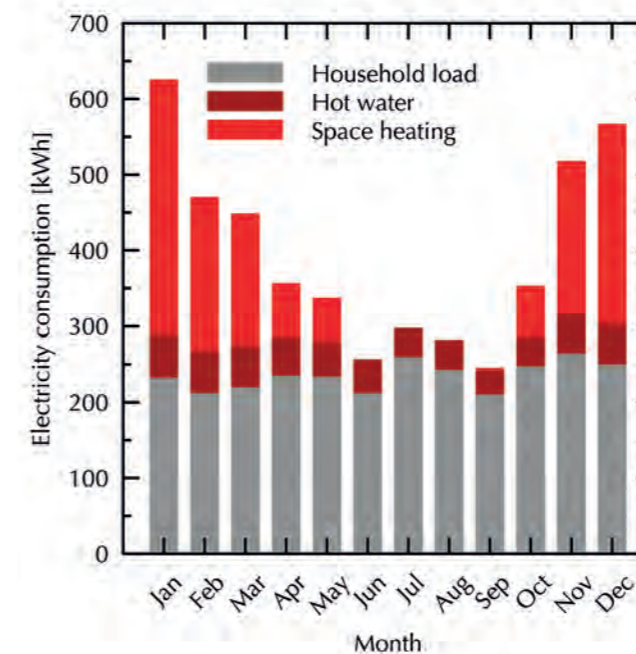 700
600
500
400
300
200
100
0
Electricity consumption [kWh]
Household load
Hot water
Space heating
Jan Feb Mar Apr May Jun Jul Aug Sep Oct Nov Dec
Month